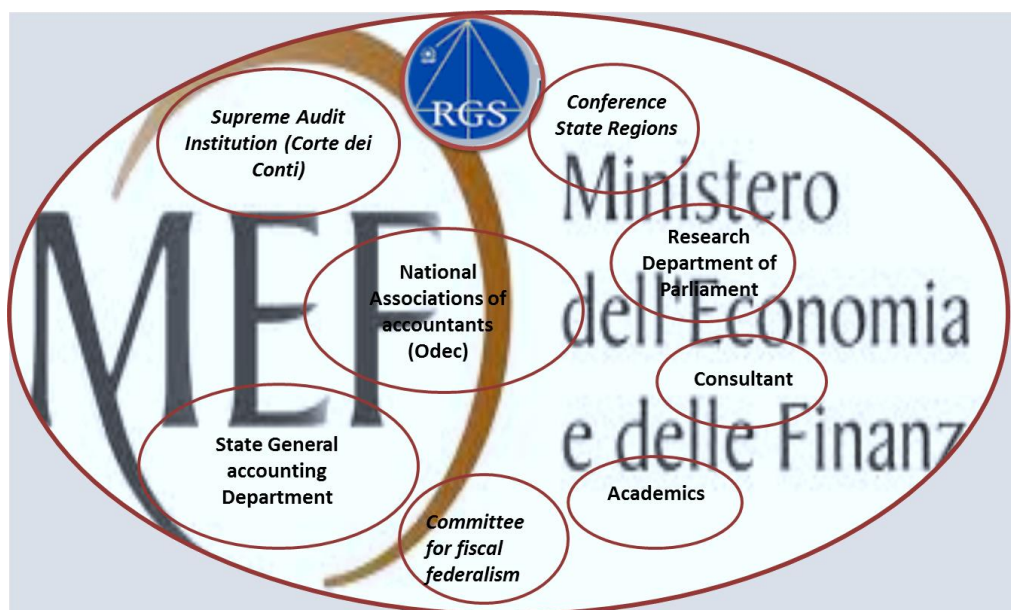 RGS
Supreme Audit
Institution (Corte dei
Conti)
Conference
State Regions
MEF
Ministero
dell'Economia
e delle Finanz
Research
Department of
Parliament
National
Associations of
accountants
(Odec)
Consultant
State General
accounting
Department
Academics
Committee
for fiscal
federalism